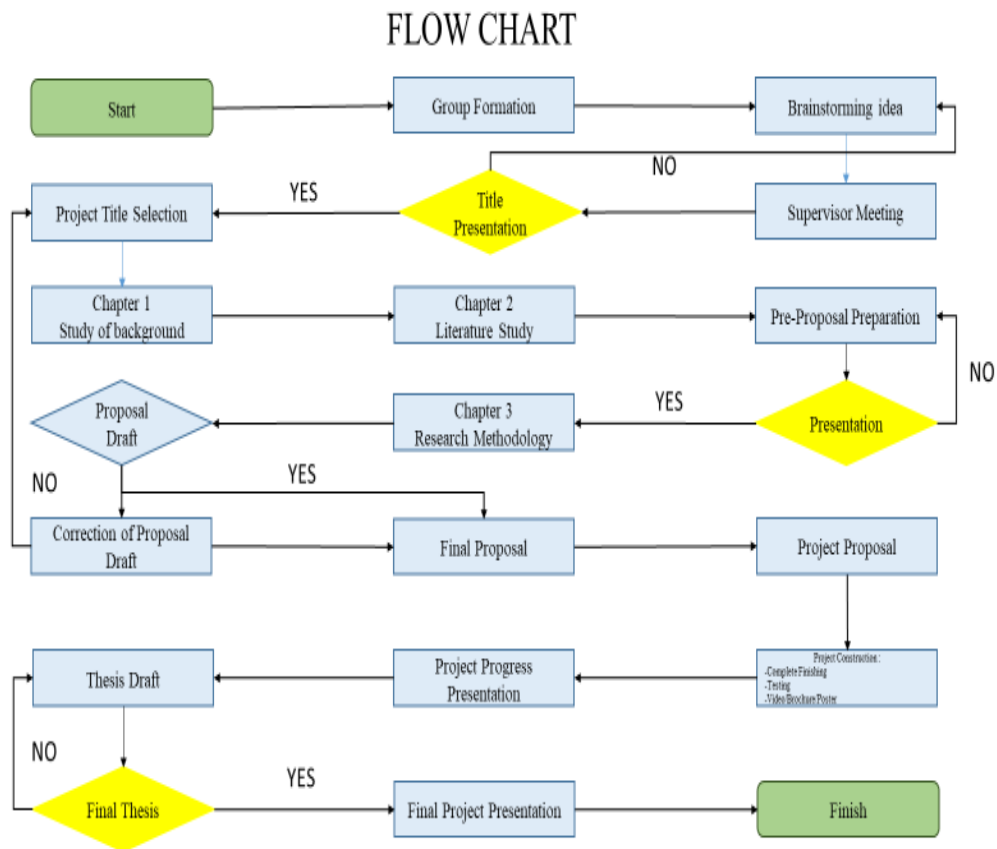 FLOW CHART
Start
Group Formation
Brainstorming idea
NO
YES
Project Title Selection
Title
Presentation
Supervisor Meeting
Chapter 1
Study of background
Chapter 2
Literature Study
Pre-Proposal Preparation
NO
Proposal
Draft
Chapter 3
Research Methodology
YES
Presentation
NO
YES
Correction of Proposal
Draft
Final Proposal
Project Proposal
Thesis Draft
Project Progress
Presentation
Project Construction :
-Complete Finishing
-Testing
-Video/Brochure/Poster
NO
YES
Final Thesis
Final Project Presentation
Finish